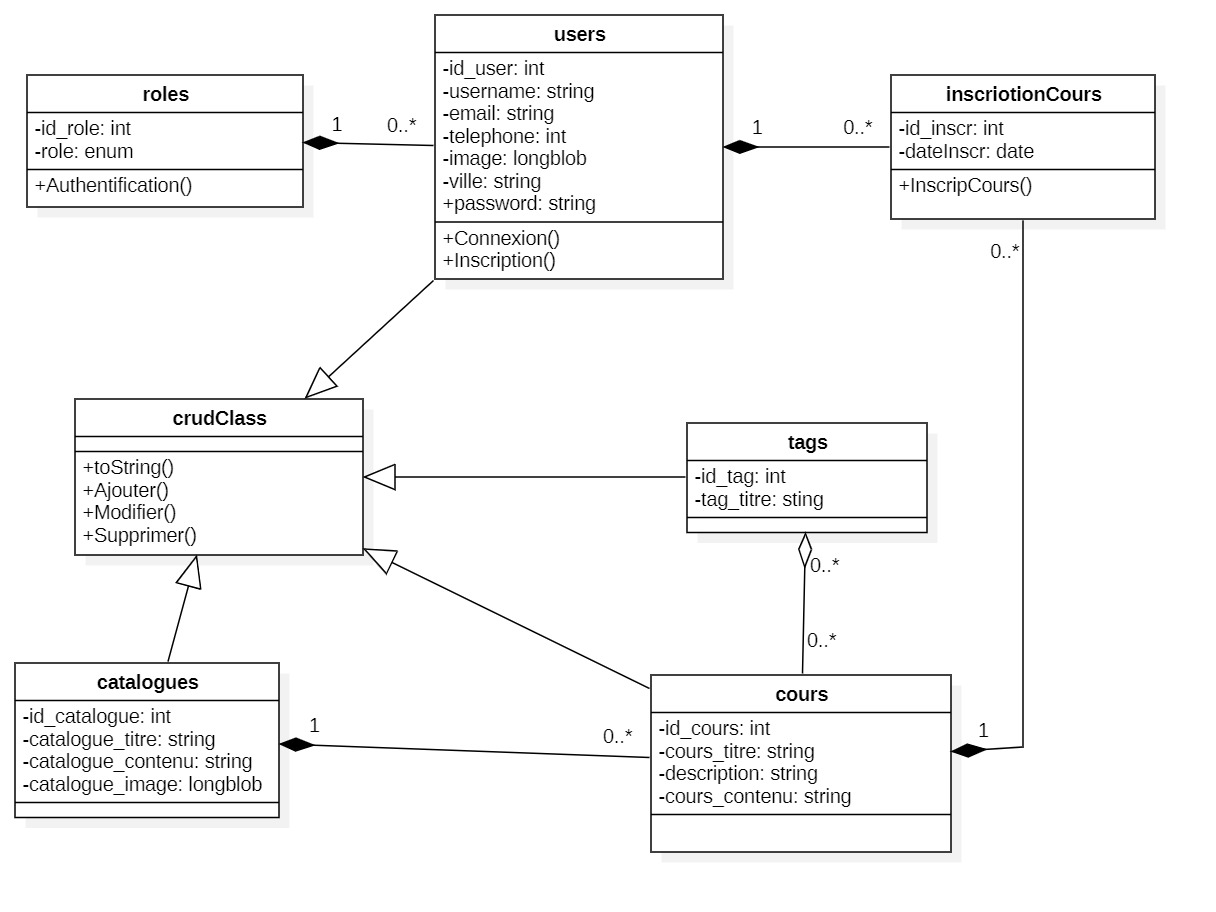 users
-id_user: int
-username: string
-email: string
-telephone: int
-image: longblob
-ville: string
+password: string
+Connexion()
+Inscription()
roles
-id_role: int
-role: enum
+Authentification()
1
0..*
1
0..*
inscriotionCours
-id_inscr: int
-dateInscr: date
+InscripCours()
0..*
crudClass
+toString()
+Ajouter()
+Modifier()
+Supprimer()
tags
-id_tag: int
-tag_titre: sting
0..*
0..*
catalogues
-id_catalogue: int
-catalogue_titre: string
-catalogue_contenu: string
-catalogue_image: longblob
1
0..*
cours
-id_cours: int
-cours_titre: string
-description: string
-cours_contenu: string
1